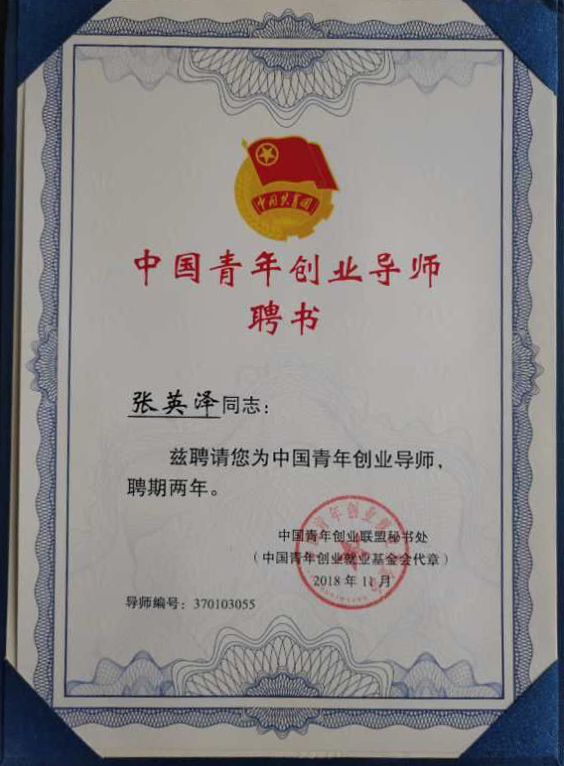 中国共青团
中国青年创业导师
聘书
张英泽同志：
兹聘请您为中国青年创业导师，
聘期两年。
中国青年创业联盟秘书处
（中国青年创业就业基金会代章）
2018年11月
导师编号：370103055